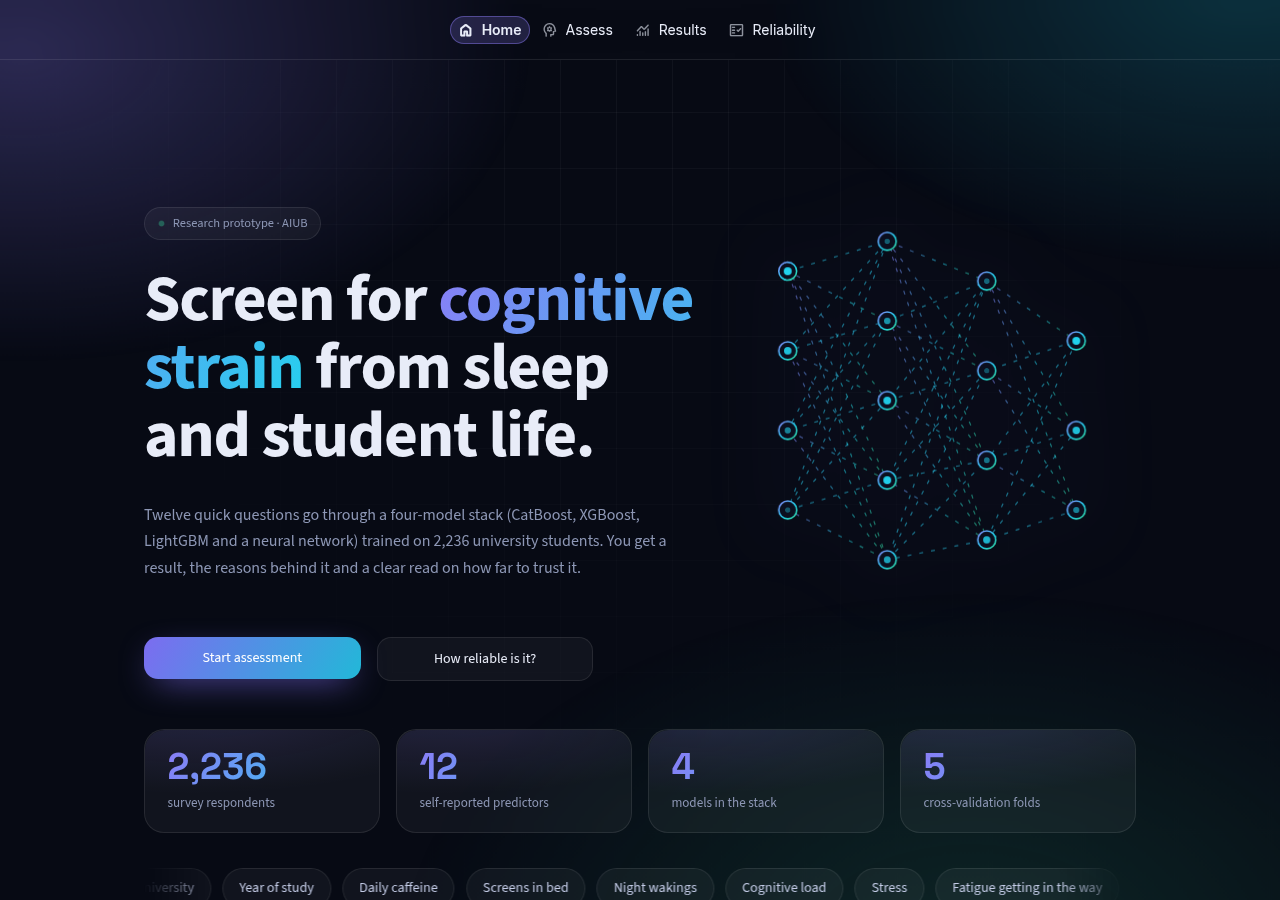 Home
Assess
Results
Reliability
Research prototype · AIUB
Screen for cognitive
strain from sleep
and student life.
Twelve quick questions go through a four-model stack (CatBoost, XGBoost,
LightGBM and a neural network) trained on 2,236 university students. You get a
result, the reasons behind it and a clear read on how far to trust it.
Start assessment
How reliable is it?
2,236
survey respondents
12
self-reported predictors
4
models in the stack
5
cross-validation folds
Year of study
Daily caffeine
Screens in bed
Night wakings
Cognitive load
Stress
Fatigue getting in the way